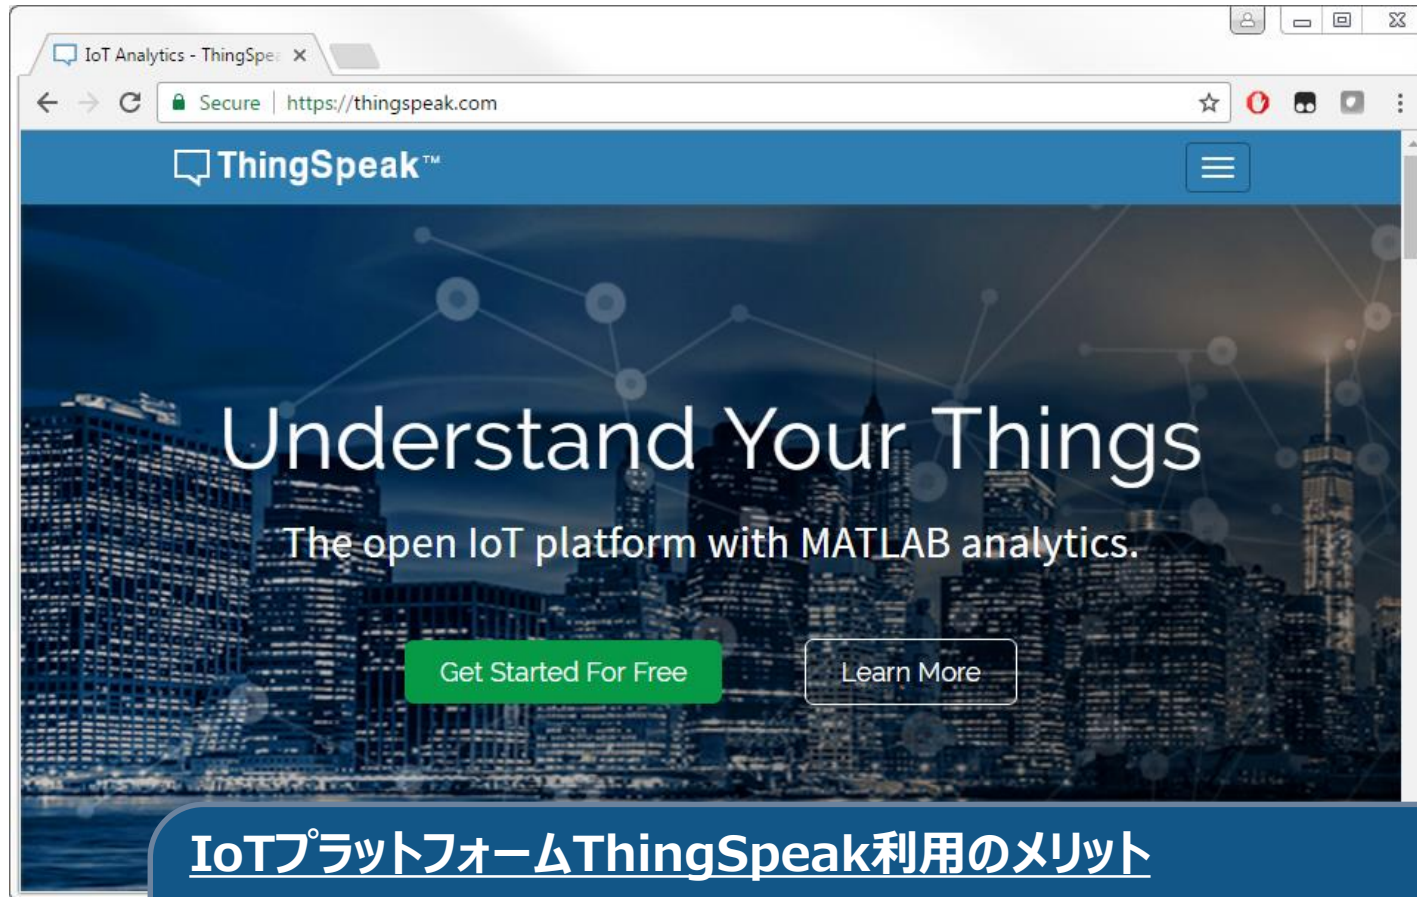 IoT Analytics - ThingSpea
Secure | https://thingspeak.com
ThingSpeak™
Understand Your Things
The open IoT platform with MATLAB analytics.
Get Started For Free
Learn More
IoTプラットフォームThingSpeak利用のメリット